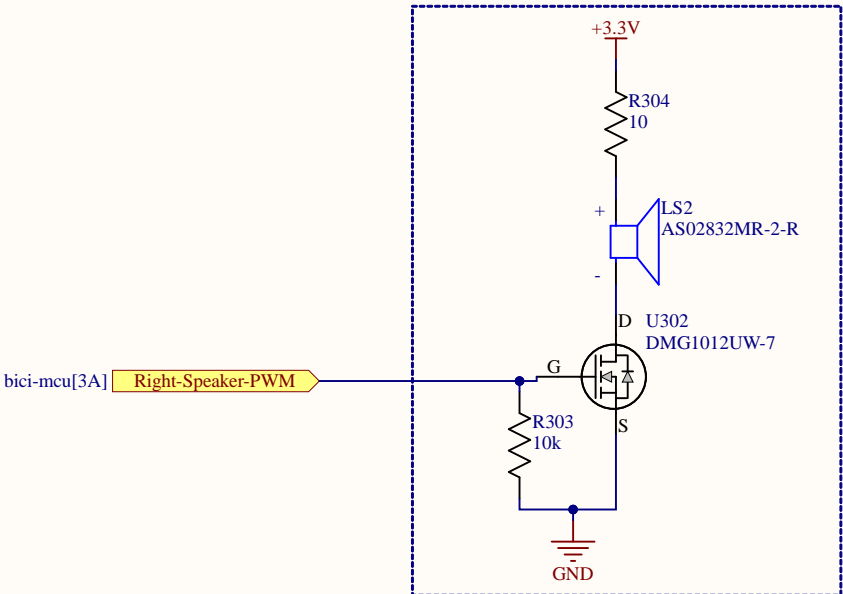 +3.3V
R304
10
+
LS2
AS02832MR-2-R
-
D
U302
DMG1012UW-7
G
bici-mcu[3A]
Right-Speaker-PWM
R303
10k
S
GND